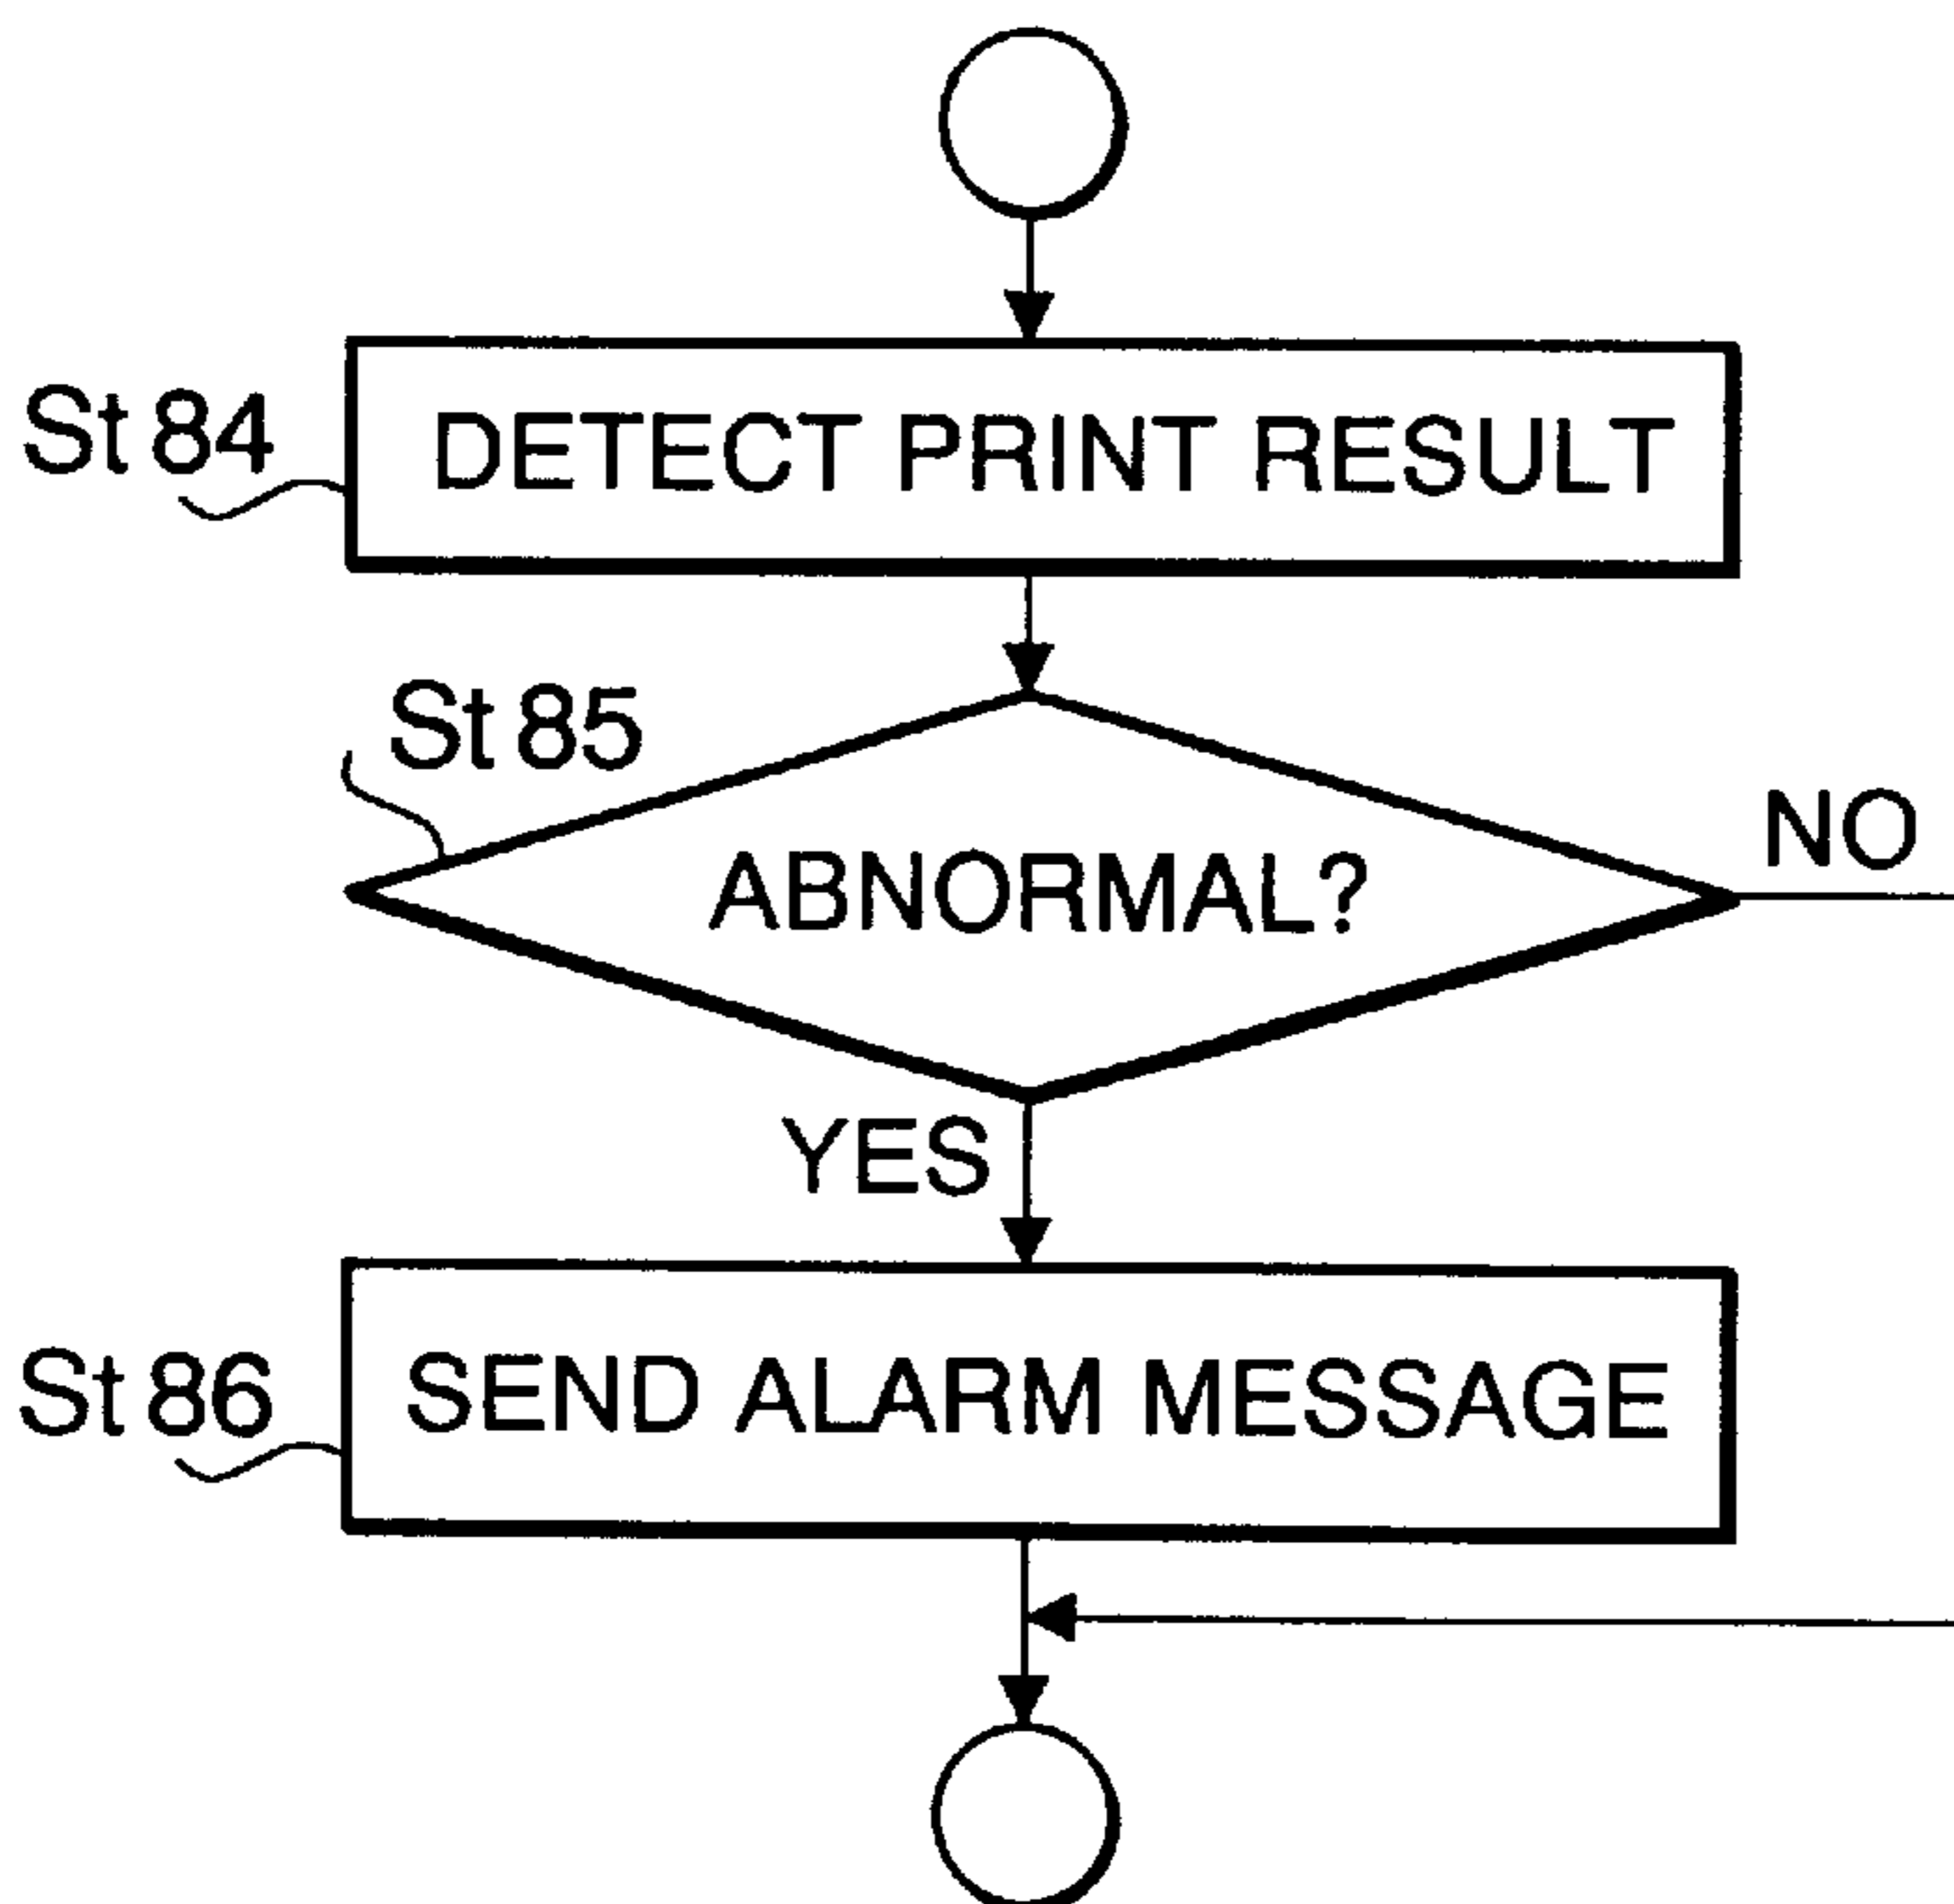 St 84
DETECT PRINT RESULT
St 85
ABNORMAL?
NO
YES
St 86
SEND ALARM MESSAGE